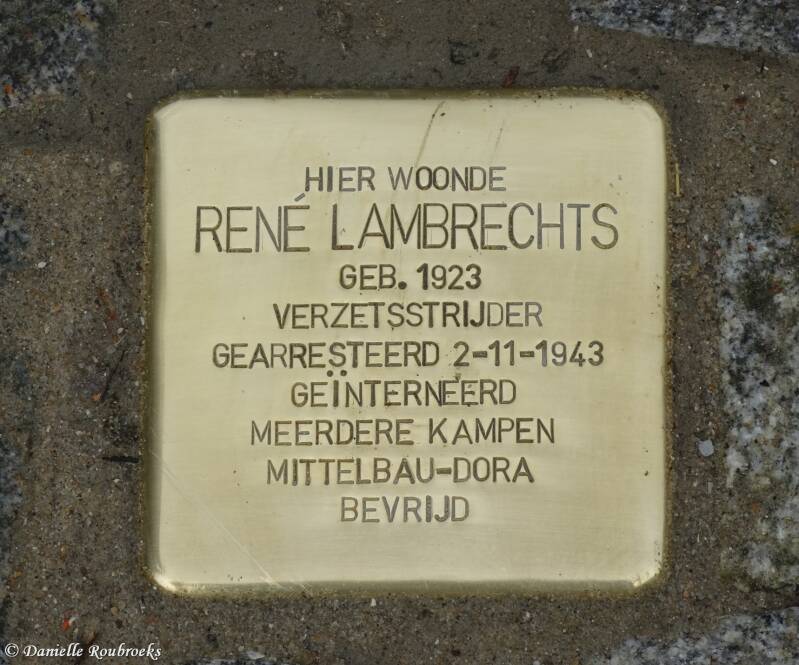 HIER WOONDE
RENÉ LAMBRECHTS
GEB. 1923
VERZETSSTRIJDER
GEARRESTEERD 2-11-1943
GEÏNTERNEERD
MEERDERE KAMPEN
MITTELBAU-DORA
BEVRIJD
© Danielle Roubroeks